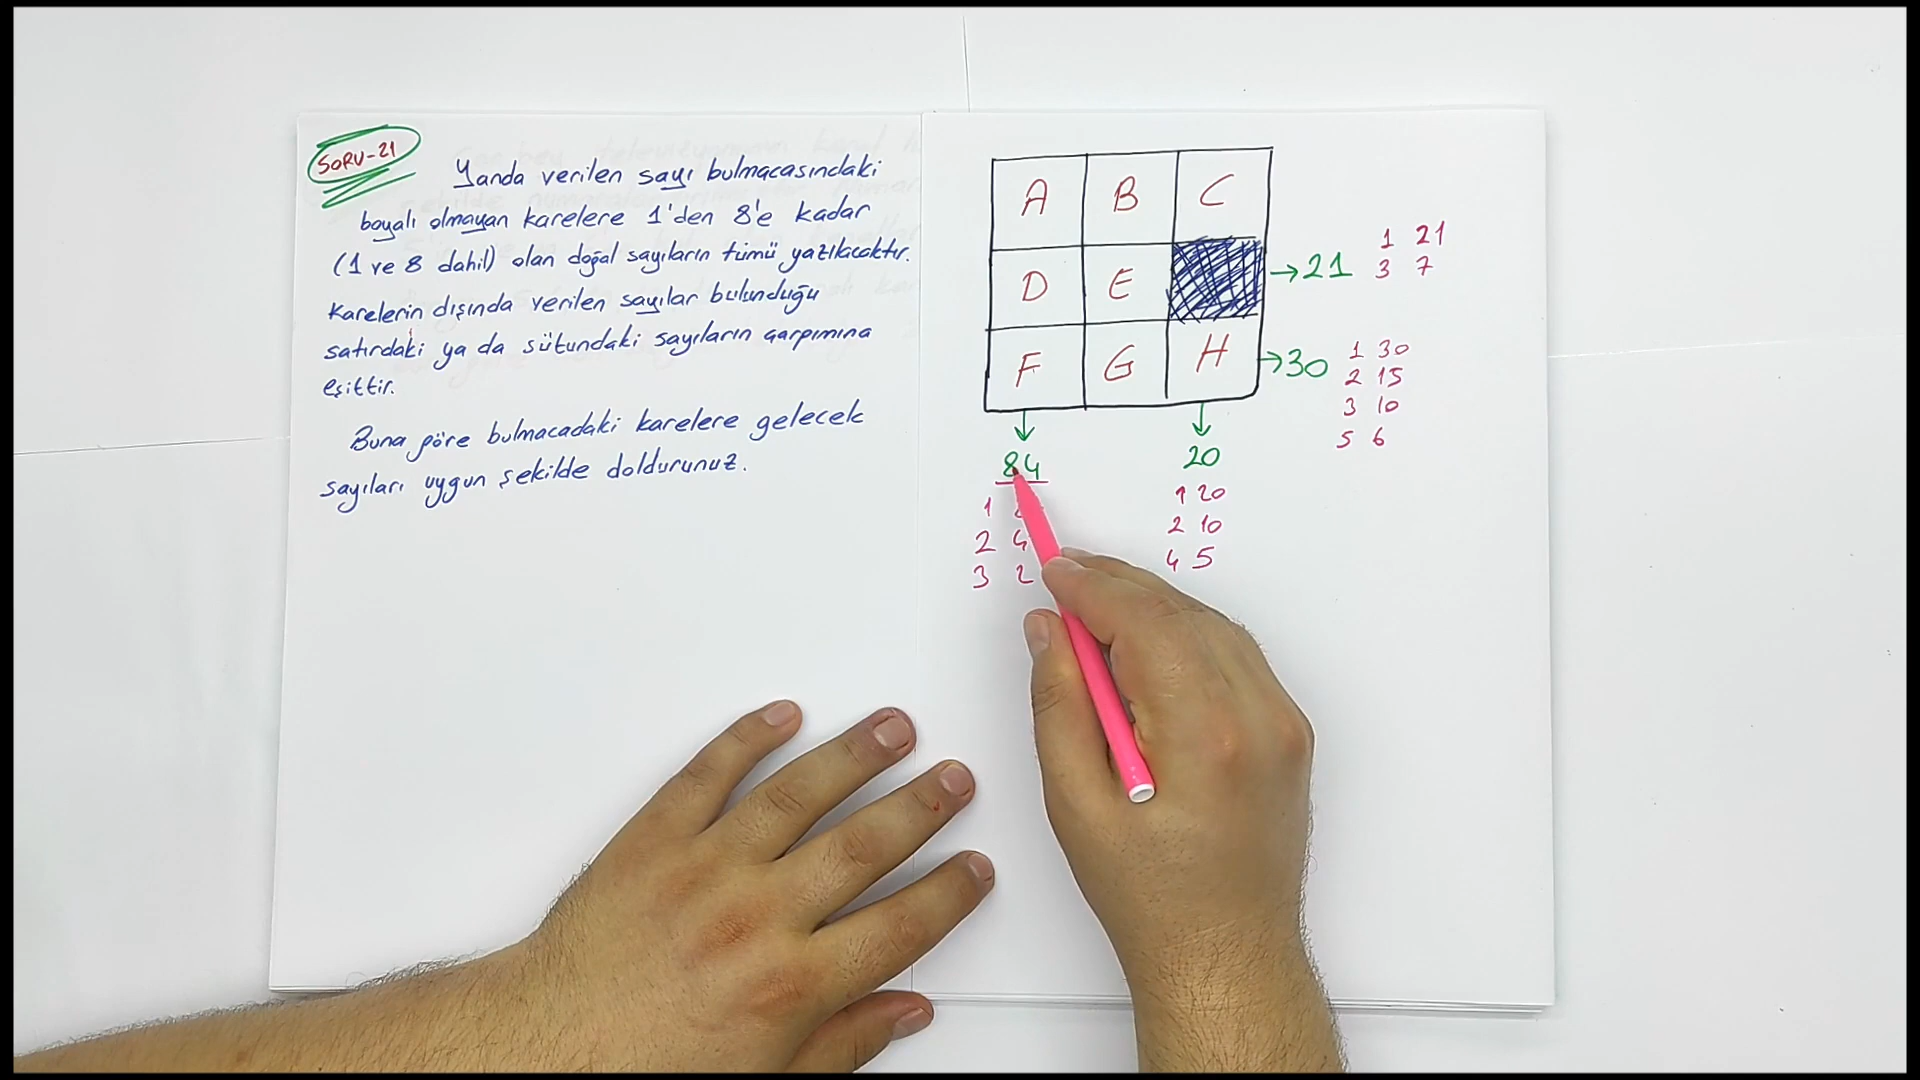 SORU-21
Yanda verilen sayı bulmacasındaki
boyalı olmayan karelere 1'den 8'e kadar
(1 ve 8 dahil) olan doğal sayıların tümü yazılacaktır.
Karelerin dışında verilen sayılar bulunduğu
satırdaki ya da sütundaki sayıların çarpımına
eşittir.
Buna göre bulmacadaki karelere gelecek
sayıları uygun şekilde doldurunuz.
A B C
D E →21
F G H →30
84 20
1 21
3 7
1 30
2 15
3 10
5 6
1
2 4
3 2
1 20
2 10
4 5